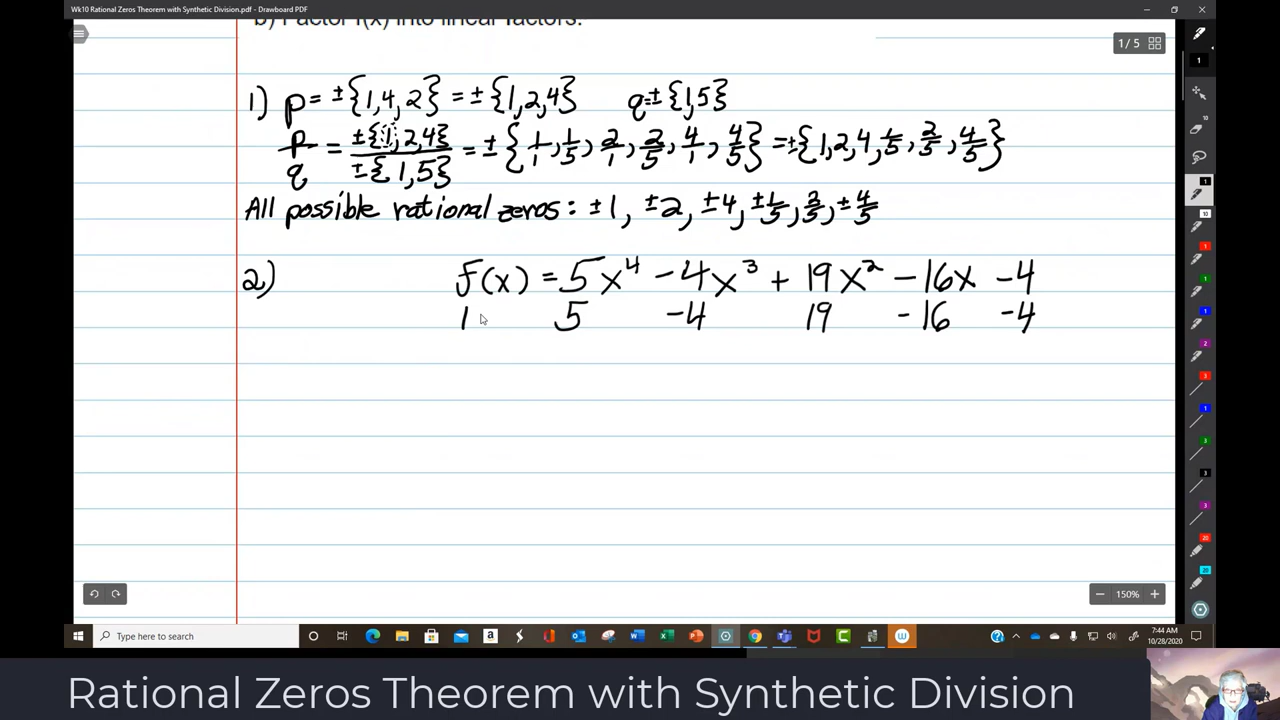 Wk10 Rational Zeros Theorem with Synthetic Division.pdf - Drawboard PDF
b) Factor f(x) into linear factors.
1 / 5
1) p = ±{1,4,2} = ±{1,2,4} q=±{1,5}
p/q = ±{1,2,4}/±{1,5} = ±{1/1, 1/5, 2/1, 2/5, 4/1, 4/5} = ±{1,2,4,1/5,2/5,4/5}
All possible rational zeros: ±1, ±2, ±4, ±1/5, 2/5, ±4/5
2) f(x) = 5x⁴ -4x³ + 19x² -16x -4
1 5 -4 19 -16 -4
150%
Type here to search
7:44 AM
10/28/2020
Rational Zeros Theorem with Synthetic Division